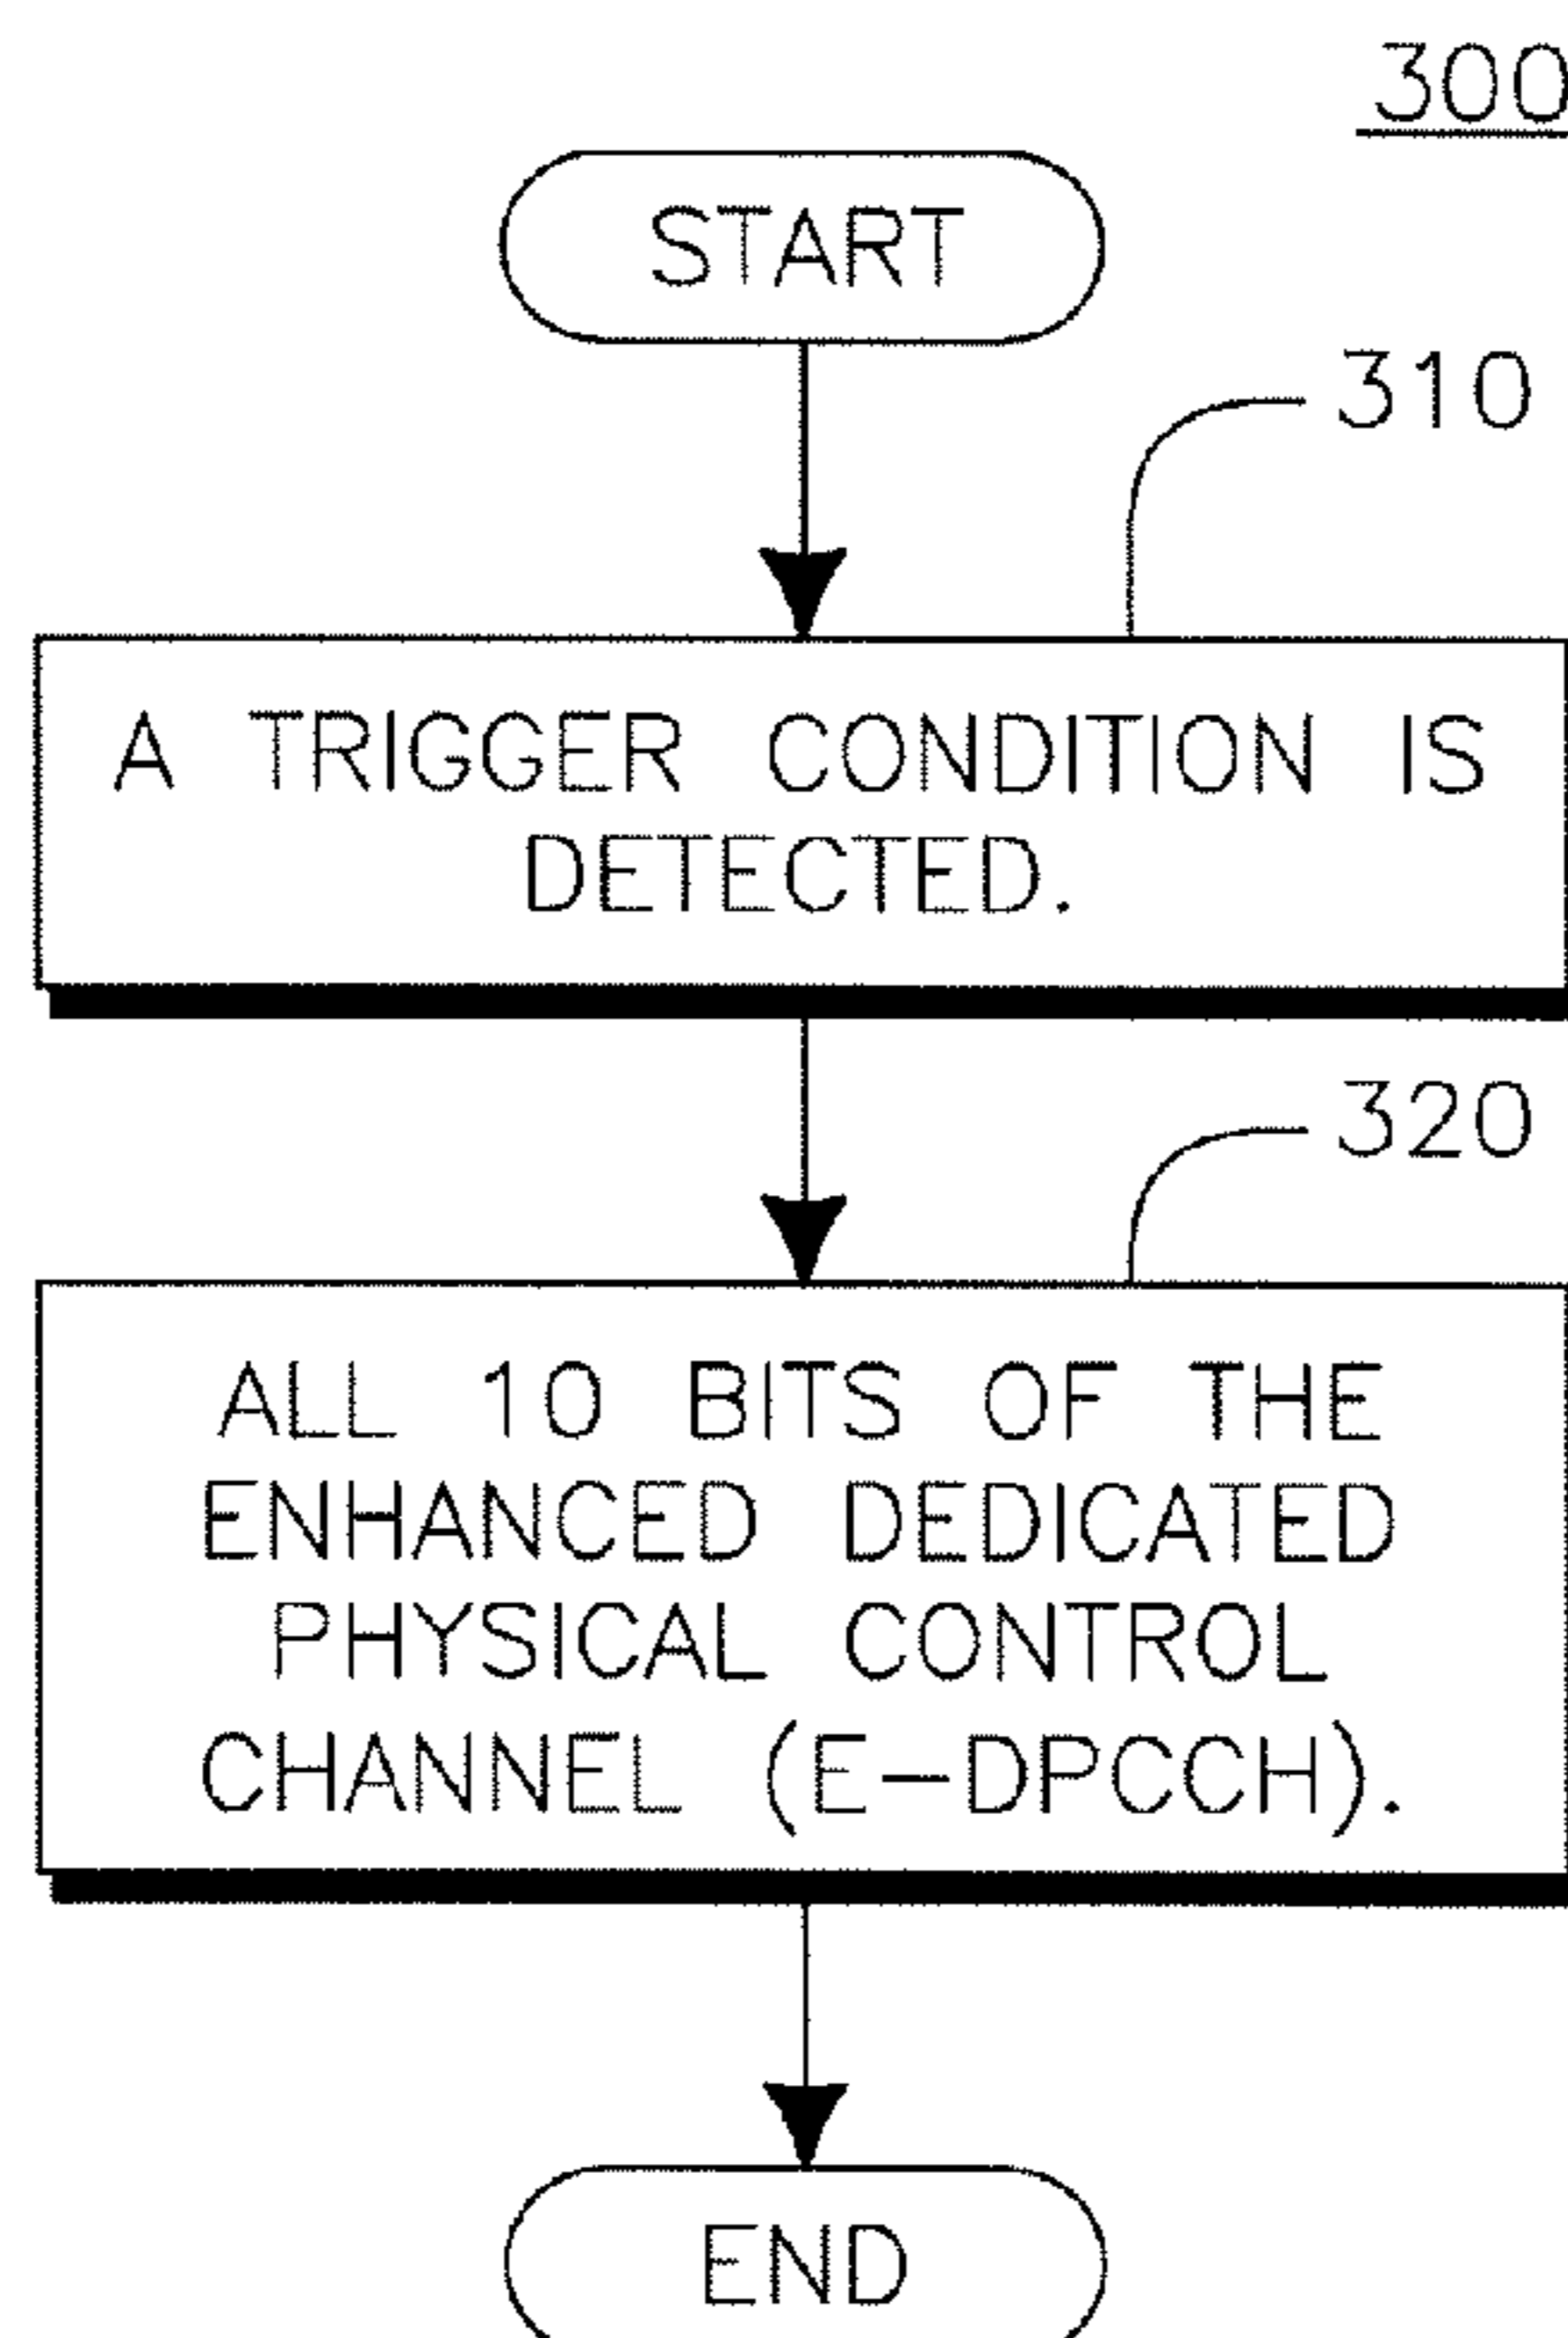 300
START
310
A TRIGGER CONDITION IS
DETECTED.
320
ALL 10 BITS OF THE
ENHANCED DEDICATED
PHYSICAL CONTROL
CHANNEL (E-DPCCH).
END